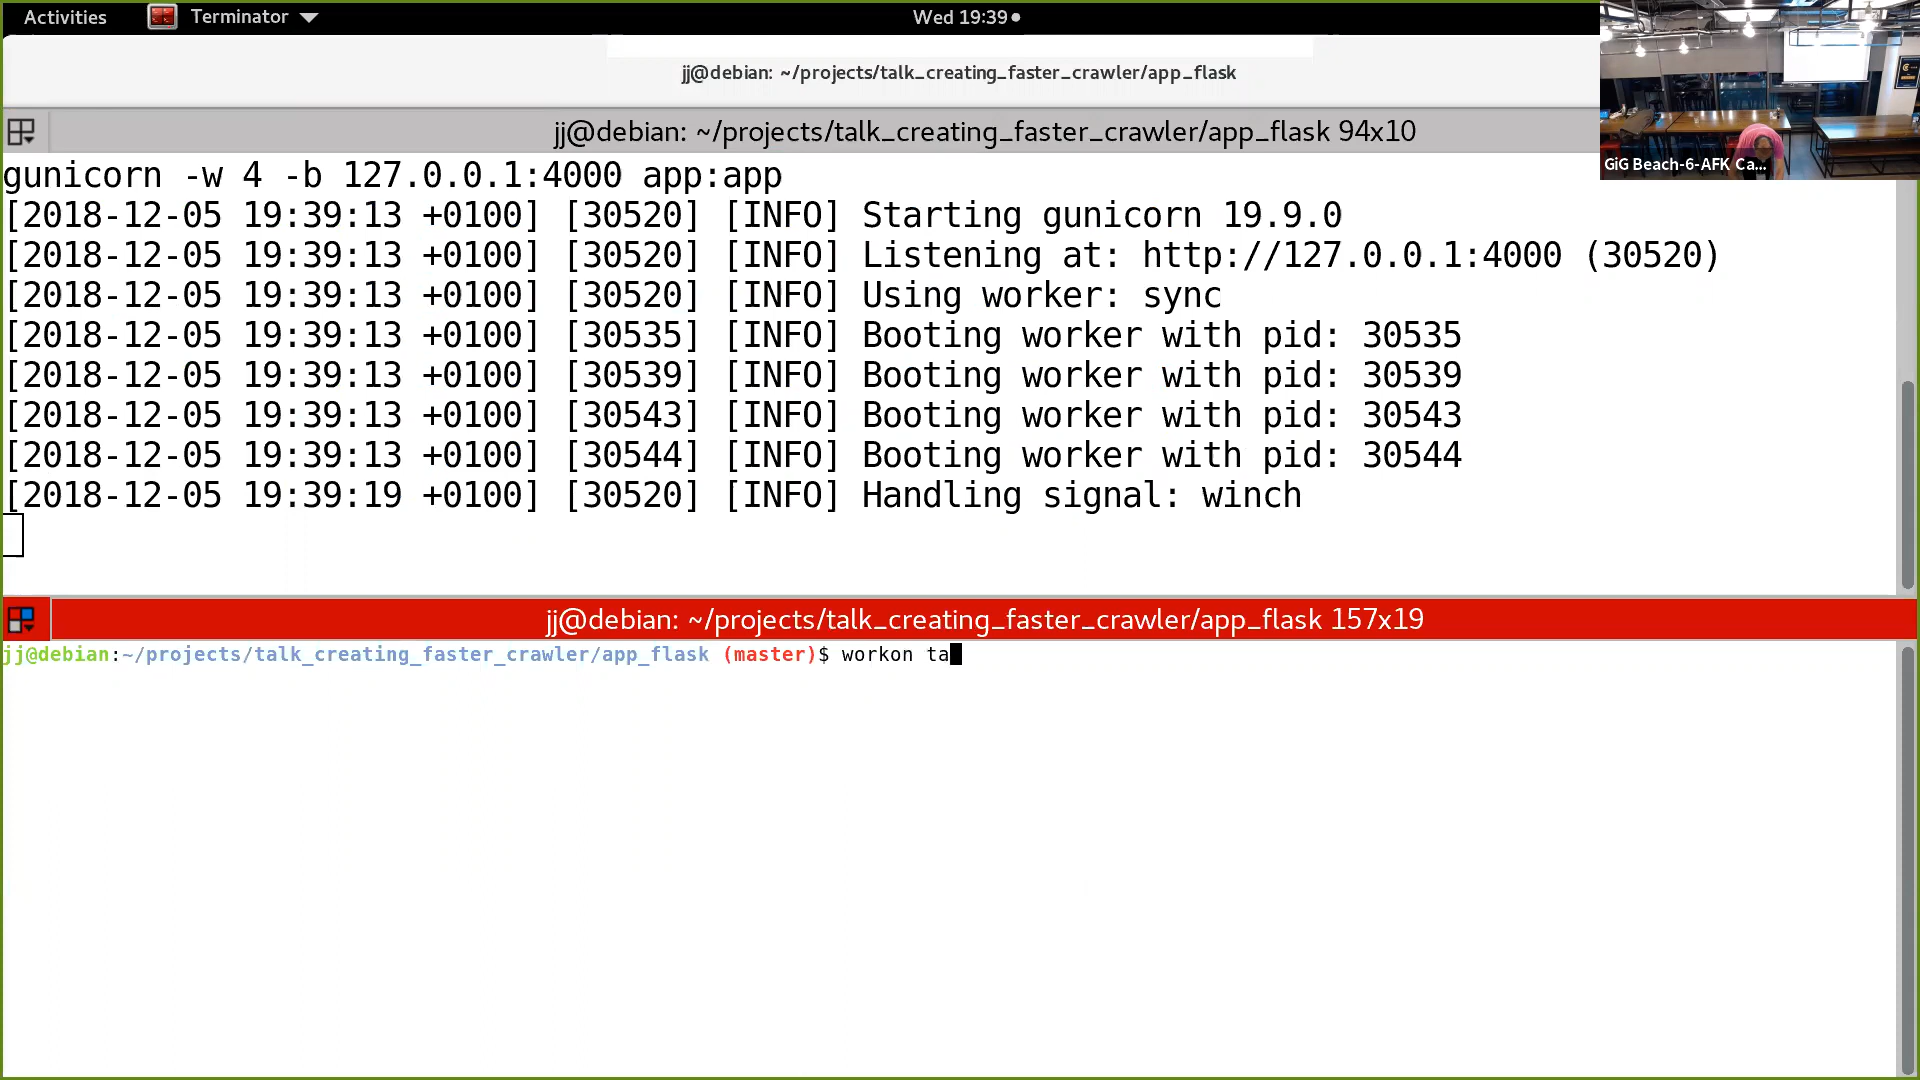 Activities
Terminator
Wed 19:39
jj@debian: ~/projects/talk_creating_faster_crawler/app_flask
jj@debian: ~/projects/talk_creating_faster_crawler/app_flask 94x10
GiG Beach-6-AFK Ca...
gunicorn -w 4 -b 127.0.0.1:4000 app:app
[2018-12-05 19:39:13 +0100] [30520] [INFO] Starting gunicorn 19.9.0
[2018-12-05 19:39:13 +0100] [30520] [INFO] Listening at: http://127.0.0.1:4000 (30520)
[2018-12-05 19:39:13 +0100] [30520] [INFO] Using worker: sync
[2018-12-05 19:39:13 +0100] [30535] [INFO] Booting worker with pid: 30535
[2018-12-05 19:39:13 +0100] [30539] [INFO] Booting worker with pid: 30539
[2018-12-05 19:39:13 +0100] [30543] [INFO] Booting worker with pid: 30543
[2018-12-05 19:39:13 +0100] [30544] [INFO] Booting worker with pid: 30544
[2018-12-05 19:39:19 +0100] [30520] [INFO] Handling signal: winch
jj@debian: ~/projects/talk_creating_faster_crawler/app_flask 157x19
jj@debian:~/projects/talk_creating_faster_crawler/app_flask (master)$ workon ta